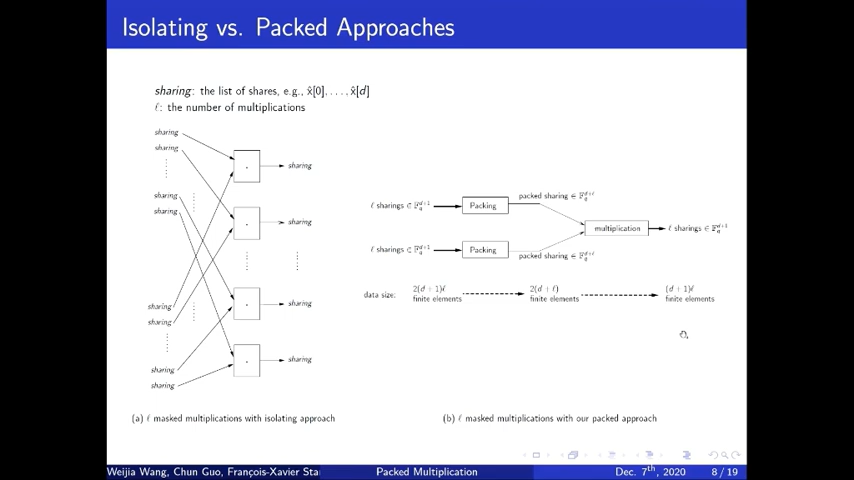 Isolating vs. Packed Approaches
sharing: the list of shares, e.g., x̂[0], . . . , x̂[d]
ℓ: the number of multiplications
sharing
sharing
sharing
sharing
sharing
sharing
sharing
sharing
sharing
sharing
sharing
sharing
(a) ℓ masked multiplications with isolating approach
ℓ sharings ∈ 𝔽_q^{d+1}
Packing
packed sharing ∈ 𝔽_q^{d+ℓ}
multiplication
ℓ sharings ∈ 𝔽_q^{d+1}
ℓ sharings ∈ 𝔽_q^{d+1}
Packing
packed sharing ∈ 𝔽_q^{d+ℓ}
data size:
2(d + 1)ℓ
finite elements
2(d + ℓ)
finite elements
(d + 1)ℓ
finite elements
(b) ℓ masked multiplications with our packed approach
Weijia Wang, Chun Guo, François-Xavier Sta
Packed Multiplication
Dec. 7th, 2020
8 / 19